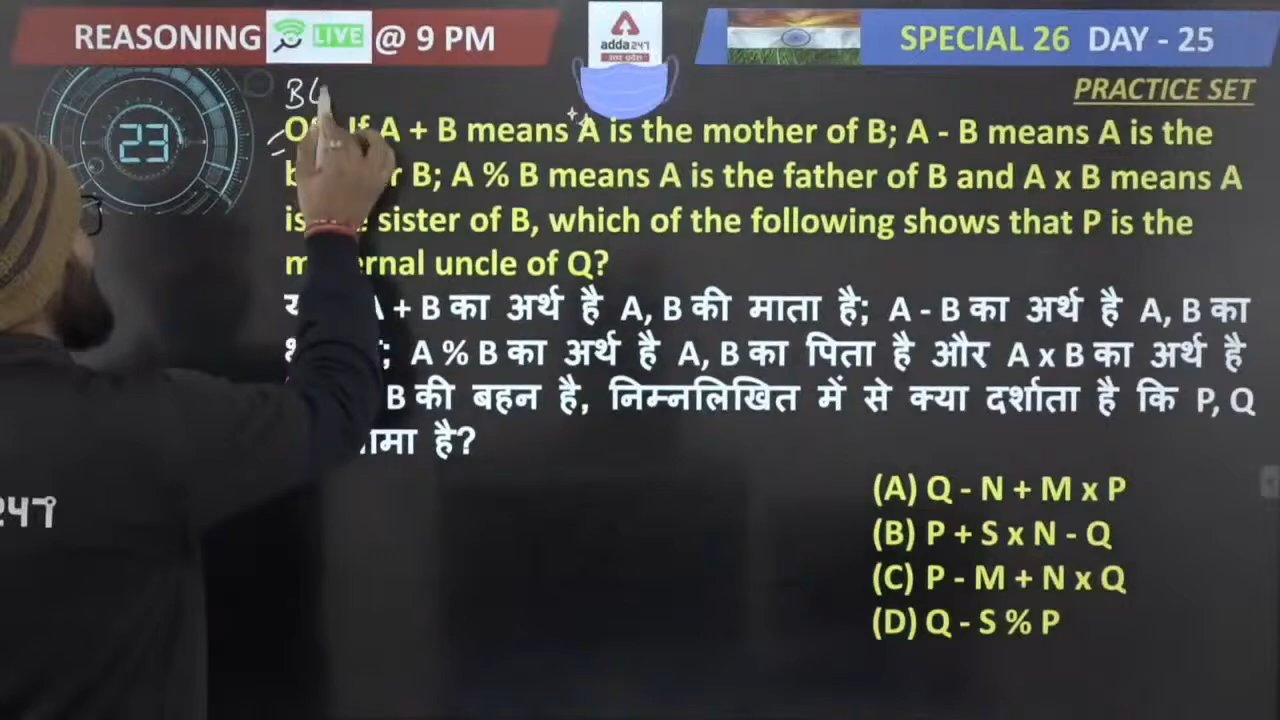 REASONING LIVE @ 9 PM
adda247
SPECIAL 26 DAY - 25
PRACTICE SET
23
If A + B means A is the mother of B; A - B means A is the
B; A % B means A is the father of B and A x B means A
sister of B, which of the following shows that P is the
uncle of Q?
A + B का अर्थ है A, B की माता है; A - B का अर्थ है A, B का
; A % B का अर्थ है A, B का पिता है और A x B का अर्थ है
B की बहन है, निम्नलिखित में से क्या दर्शाता है कि P, Q
है?
(A) Q - N + M x P
(B) P + S x N - Q
(C) P - M + N x Q
(D) Q - S % P